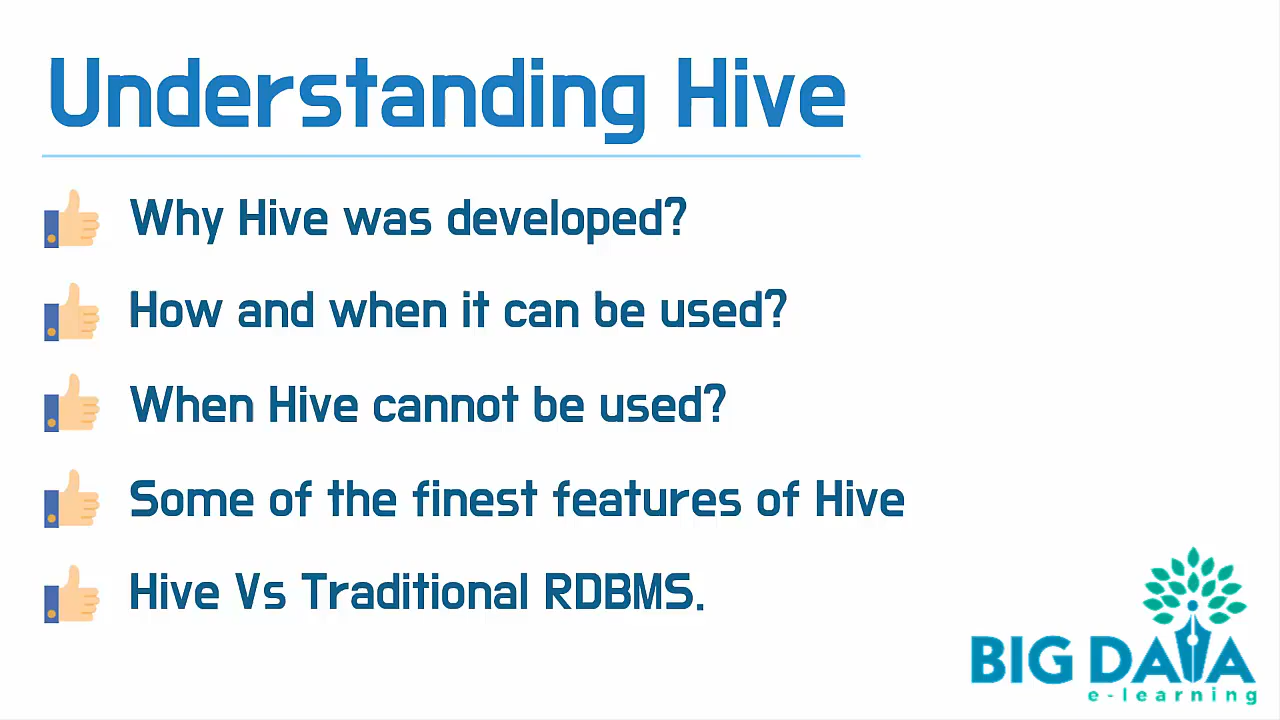 Understanding Hive
Why Hive was developed?
How and when it can be used?
When Hive cannot be used?
Some of the finest features of Hive
Hive Vs Traditional RDBMS.
BIG DATA
e-learning